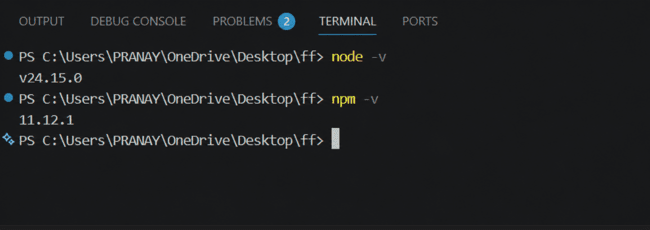 OUTPUT DEBUG CONSOLE PROBLEMS 2 TERMINAL PORTS
PS C:\Users\PRANAY\OneDrive\Desktop\ff> node -v
v24.15.0
PS C:\Users\PRANAY\OneDrive\Desktop\ff> npm -v
11.12.1
PS C:\Users\PRANAY\OneDrive\Desktop\ff>